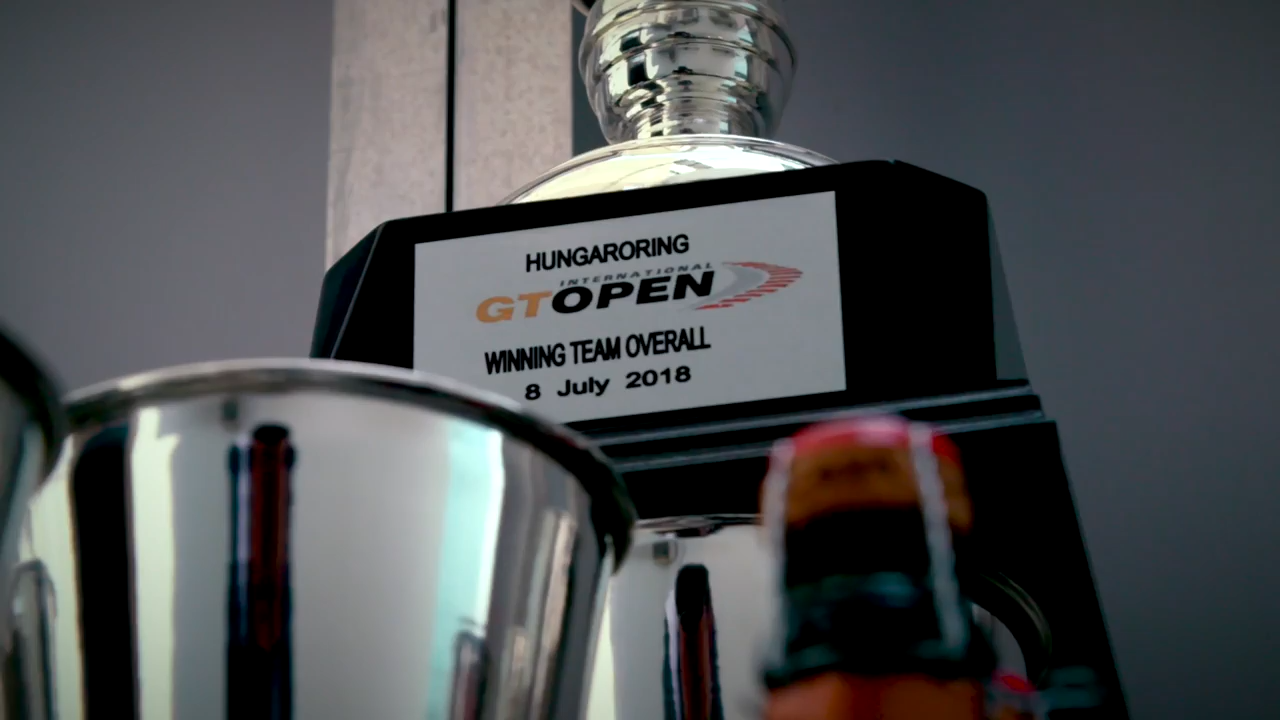 HUNGARORING
INTERNATIONAL
GTOPEN
WINNING TEAM OVERALL
8 July 2018